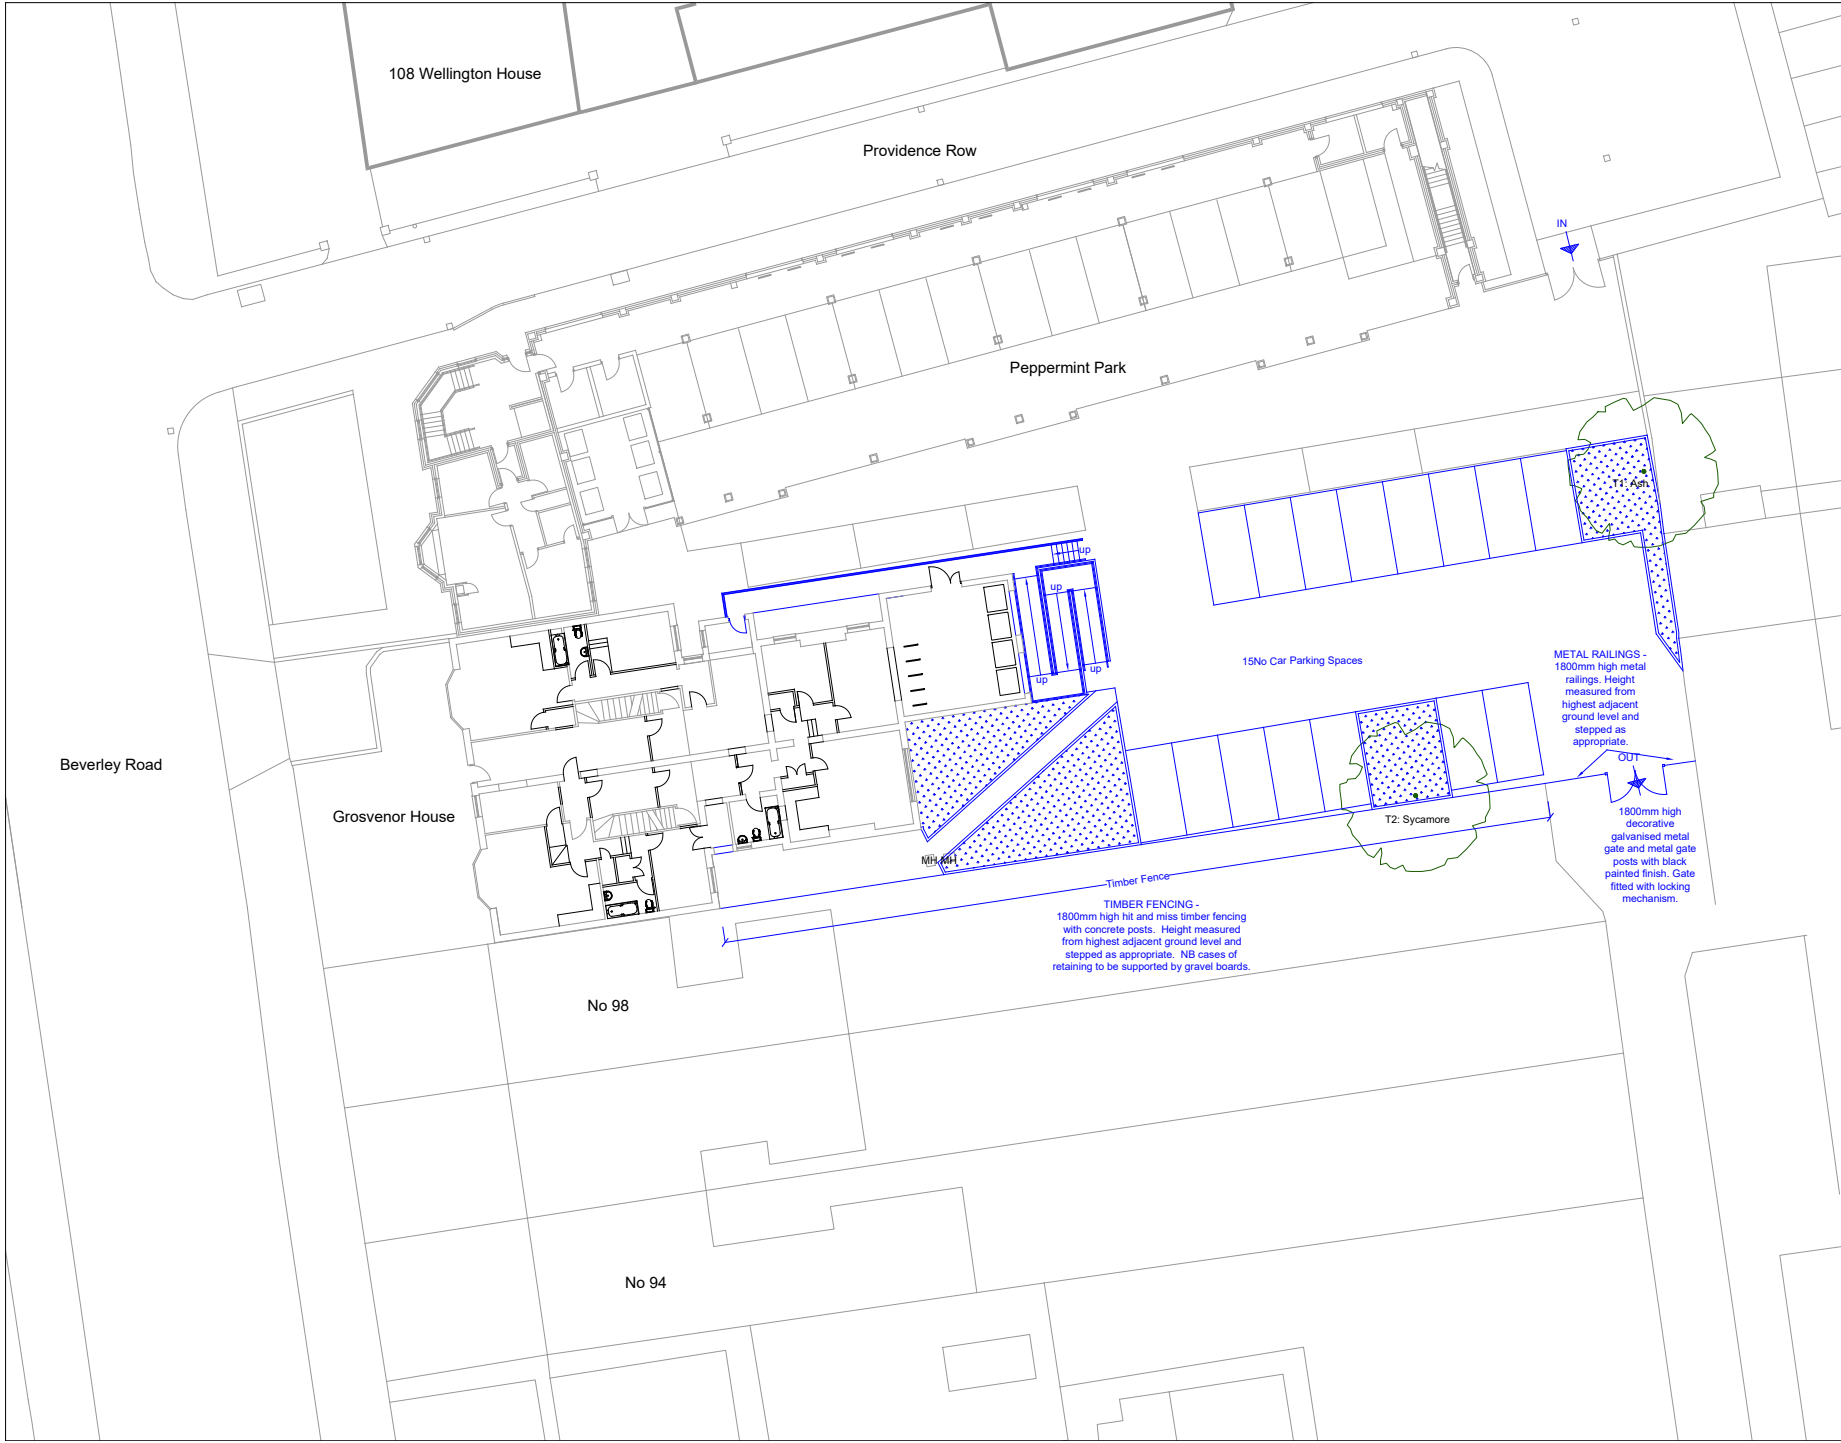 108 Wellington House
Providence Row
IN
Peppermint Park
T1: Ash
up
up
up
up
15No Car Parking Spaces
METAL RAILINGS -
1800mm high metal
railings. Height
measured from
highest adjacent
ground level and
stepped as
appropriate.
OUT
Beverley Road
Grosvenor House
1800mm high
decorative
galvanised metal
gate and metal gate
posts with black
painted finish. Gate
fitted with locking
mechanism.
T2: Sycamore
MH MH
Timber Fence
TIMBER FENCING -
1800mm high hit and miss timber fencing
with concrete posts. Height measured
from highest adjacent ground level and
stepped as appropriate. NB cases of
retaining to be supported by gravel boards.
No 98
No 94